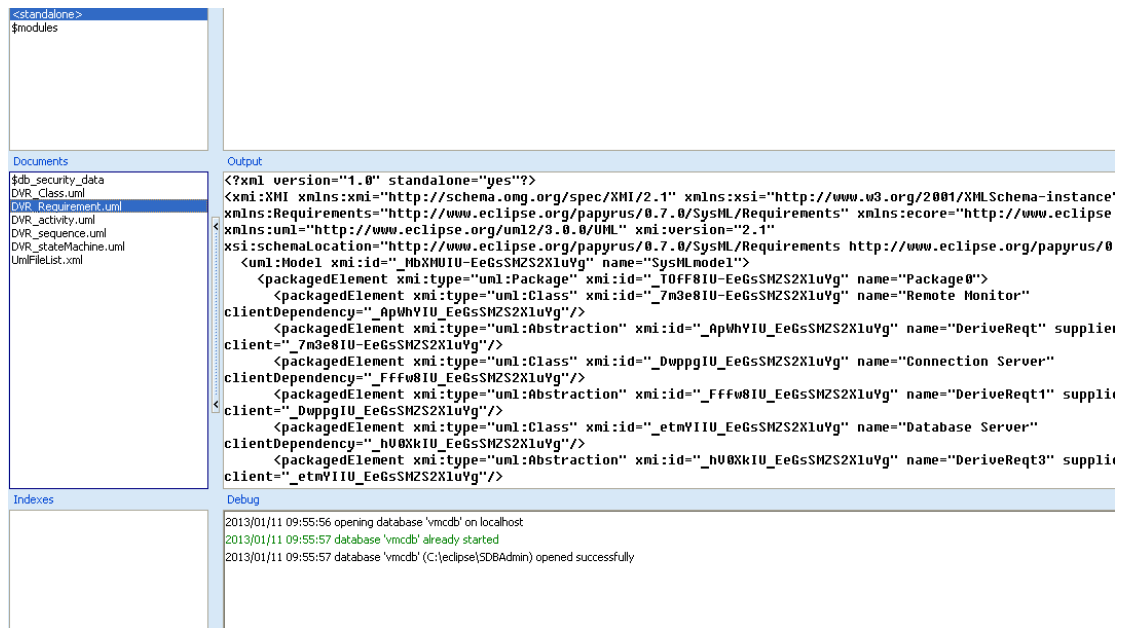 <standalone>
$modules
Documents
$db_security_data
DVR_Class.uml
DVR_Requirement.uml
DVR_activity.uml
DVR_sequence.uml
DVR_stateMachine.uml
UmlFileList.xml
Output
<?xml version="1.0" standalone="yes"?>
<xmi:XMI xmlns:xmi="http://schema.omg.org/spec/XMI/2.1" xmlns:xsi="http://www.w3.org/2001/XMLSchema-instance"
xmlns:Requirements="http://www.eclipse.org/papyrus/0.7.0/SysML/Requirements" xmlns:ecore="http://www.eclipse
xmlns:uml="http://www.eclipse.org/uml2/3.0.0/UML" xmi:version="2.1"
xsi:schemaLocation="http://www.eclipse.org/papyrus/0.7.0/SysML/Requirements http://www.eclipse.org/papyrus/0
<uml:Model xmi:id="_MbXMUIU-EeGsSMZS2XluYg" name="SysMLmodel">
<packagedElement xmi:type="uml:Package" xmi:id="_TOfF8IU-EeGsSMZS2XluYg" name="Package0">
<packagedElement xmi:type="uml:Class" xmi:id="_7m3e8IU-EeGsSMZS2XluYg" name="Remote Monitor"
clientDependency="_ApWhYIU_EeGsSMZS2XluYg"/>
<packagedElement xmi:type="uml:Abstraction" xmi:id="_ApWhYIU_EeGsSMZS2XluYg" name="DeriveReqt" supplier
client="_7m3e8IU-EeGsSMZS2XluYg"/>
<packagedElement xmi:type="uml:Class" xmi:id="_DwppgIU_EeGsSMZS2XluYg" name="Connection Server"
clientDependency="_Fffw8IU_EeGsSMZS2XluYg"/>
<packagedElement xmi:type="uml:Abstraction" xmi:id="_Fffw8IU_EeGsSMZS2XluYg" name="DeriveReqt1" supplie
client="_DwppgIU_EeGsSMZS2XluYg"/>
<packagedElement xmi:type="uml:Class" xmi:id="_etmYIIU_EeGsSMZS2XluYg" name="Database Server"
clientDependency="_hV0XkIU_EeGsSMZS2XluYg"/>
<packagedElement xmi:type="uml:Abstraction" xmi:id="_hV0XkIU_EeGsSMZS2XluYg" name="DeriveReqt3" supplie
client="_etmYIIU_EeGsSMZS2XluYg"/>
Indexes
Debug
2013/01/11 09:55:56 opening database 'vmcdb' on localhost
2013/01/11 09:55:57 database 'vmcdb' already started
2013/01/11 09:55:57 database 'vmcdb' (C:\eclipse\SDBAdmin) opened successfully